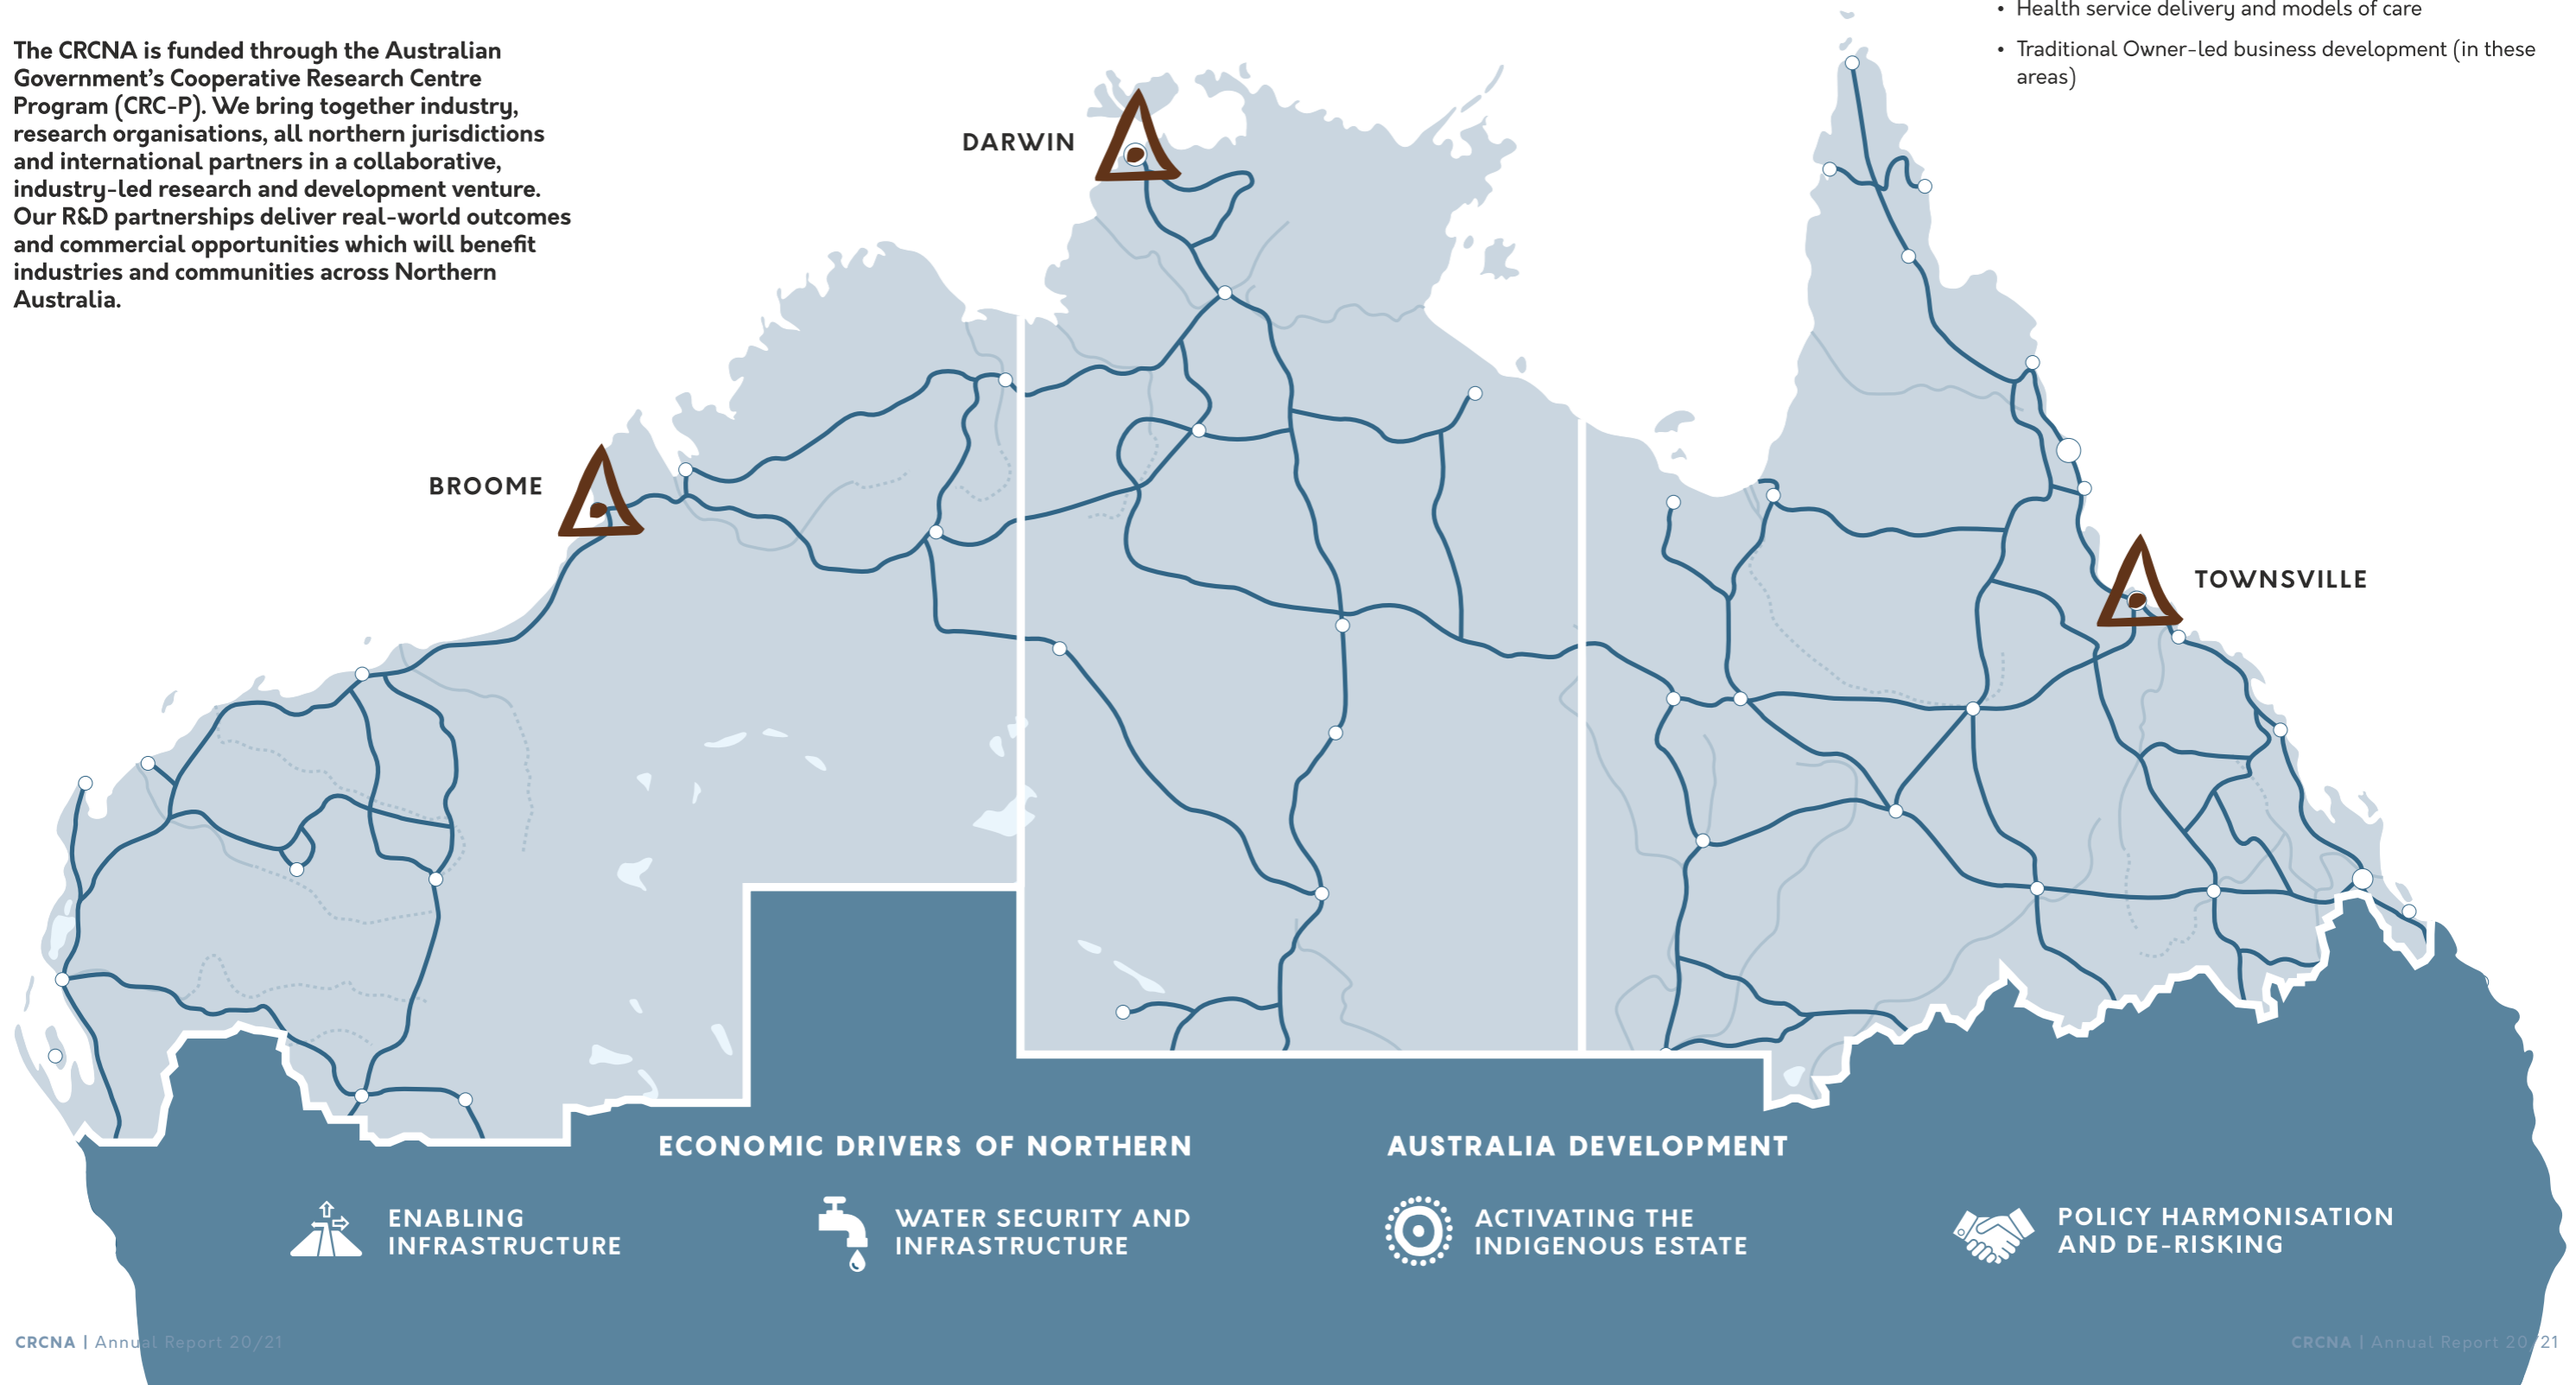 The CRCNA is funded through the Australian
Government's Cooperative Research Centre
Program (CRC-P). We bring together industry,
research organisations, all northern jurisdictions
and international partners in a collaborative,
industry-led research and development venture.
Our R&D partnerships deliver real-world outcomes
and commercial opportunities which will benefit
industries and communities across Northern
Australia.
• Health service delivery and models of care
• Traditional Owner-led business development (in these
areas)
DARWIN
BROOME
TOWNSVILLE
ECONOMIC DRIVERS OF NORTHERN AUSTRALIA DEVELOPMENT
ENABLING
INFRASTRUCTURE
WATER SECURITY AND
INFRASTRUCTURE
ACTIVATING THE
INDIGENOUS ESTATE
POLICY HARMONISATION
AND DE-RISKING
CRCNA | Annual Report 20/21
CRCNA | Annual Report 20/21